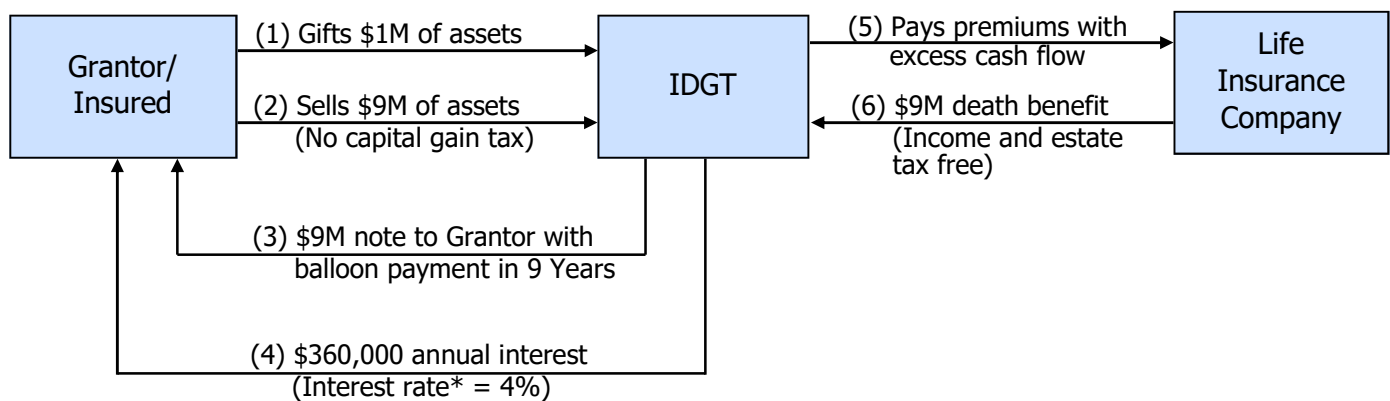 Grantor/
Insured
(1) Gifts $1M of assets
(2) Sells $9M of assets
(No capital gain tax)
IDGT
(5) Pays premiums with
excess cash flow
(6) $9M death benefit
(Income and estate
tax free)
Life
Insurance
Company
(3) $9M note to Grantor with
balloon payment in 9 Years
(4) $360,000 annual interest
(Interest rate* = 4%)